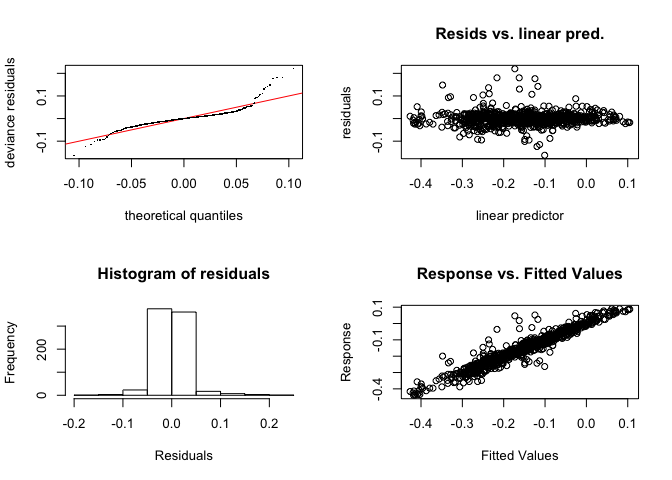 deviance residuals
0.1
-0.1
-0.10 -0.05 0.00 0.05 0.10
theoretical quantiles
Resids vs. linear pred.
residuals
0.1
-0.1
-0.4 -0.3 -0.2 -0.1 0.0 0.1
linear predictor
Histogram of residuals
Frequency
200
0
-0.2 -0.1 0.0 0.1 0.2
Residuals
Response vs. Fitted Values
Response
0.1
-0.1
-0.4
-0.4 -0.3 -0.2 -0.1 0.0 0.1
Fitted Values